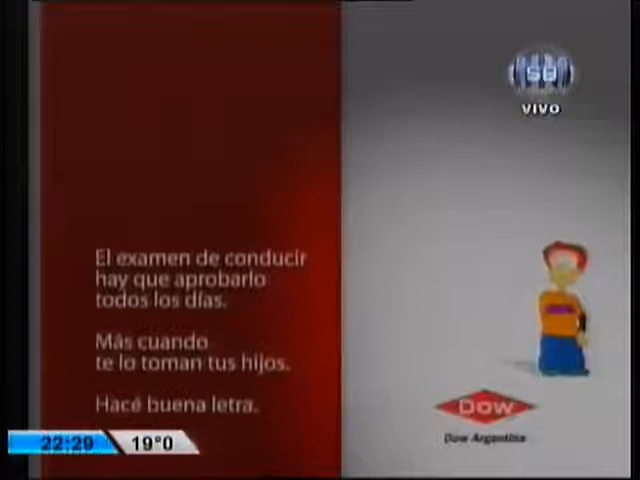 VIVO
El examen de conducir
hay que aprobarlo
todos los días.
Más cuando
te lo toman tus hijos.
Hacé buena letra.
DOW
Dow Argentina
22:29 19°0